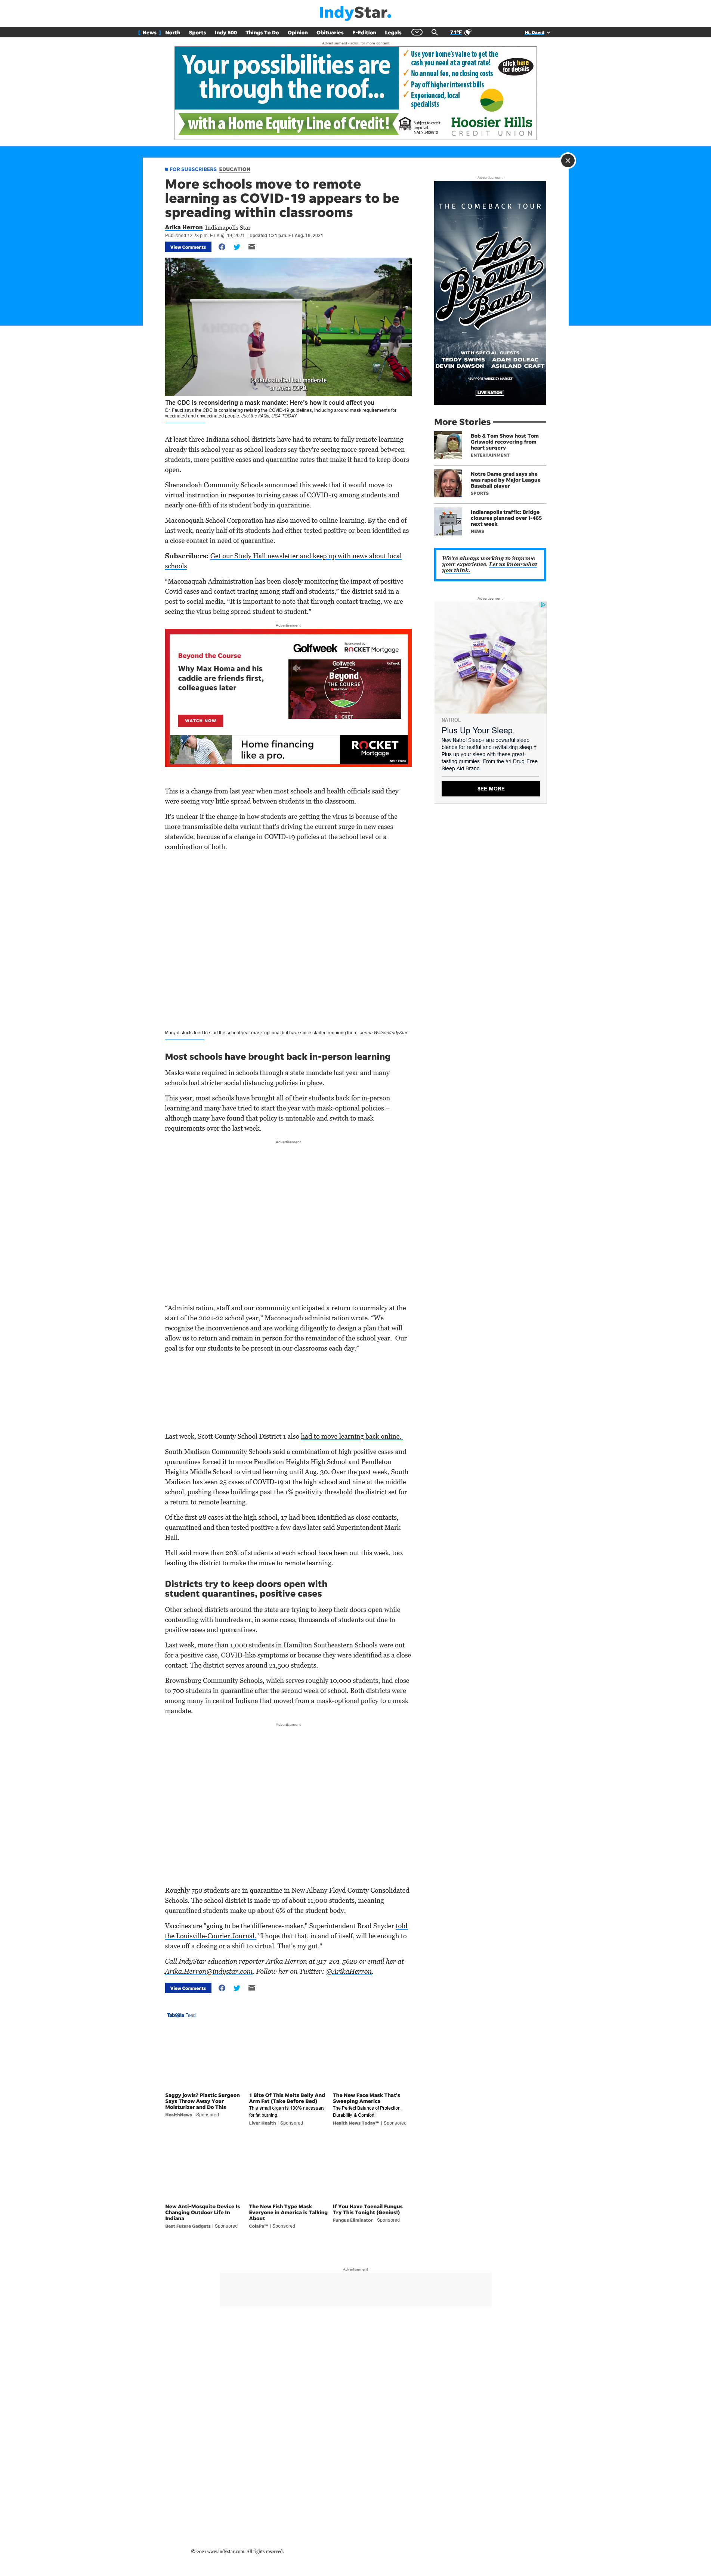 IndyStar.
News North Sports Indy 500 Things To Do Opinion Obituaries E-Edition Legals 71°F Hi, David
Advertisement - scroll for more content
Your possibilities are
through the roof...
with a Home Equity Line of Credit!
Use your home's value to get the
cash you need at a great rate!
No annual fee, no closing costs
Pay off higher interest bills
Experienced, local
specialists
click here
for details
Subject to credit
approval.
Hoosier Hills
CREDIT UNION
FOR SUBSCRIBERS EDUCATION
More schools move to remote
learning as COVID-19 appears to be
spreading within classrooms
Arika Herron Indianapolis Star
Published 12:23 p.m. ET Aug. 19, 2021 | Updated 1:21 p.m. ET Aug. 19, 2021
View Comments
Patients studied had moderate
or worse COPD.
The CDC is reconsidering a mask mandate: Here's how it could affect you
Dr. Fauci says the CDC is considering revising the COVID-19 guidelines, including around mask requirements for
vaccinated and unvaccinated people. Just the FAQs, USA TODAY
At least three Indiana school districts have had to return to fully remote learning
already this school year as school leaders say they're seeing more spread between
students, more positive cases and quarantine rates that make it hard to keep doors
open.
Shenandoah Community Schools announced this week that it would move to
virtual instruction in response to rising cases of COVID-19 among students and
nearly one-fifth of its student body in quarantine.
Maconoquah School Corporation has also moved to online learning. By the end of
last week, nearly half of its students had either tested positive or been identified as
a close contact in need of quarantine.
Subscribers: Get our Study Hall newsletter and keep up with news about local
schools
“Maconaquah Administration has been closely monitoring the impact of positive
Covid cases and contact tracing among staff and students,” the district said in a
post to social media. “It is important to note that through contact tracing, we are
seeing the virus being spread student to student.”
Advertisement
Beyond the Course
Why Max Homa and his
caddie are friends first,
colleagues later
WATCH NOW
Golfweek
Sponsored by
ROCKET Mortgage
Golfweek
Beyond
THE COURSE
Home financing
like a pro.
ROCKET
Mortgage
This is a change from last year when most schools and health officials said they
were seeing very little spread between students in the classroom.
It's unclear if the change in how students are getting the virus is because of the
more transmissible delta variant that's driving the current surge in new cases
statewide, because of a change in COVID-19 policies at the school level or a
combination of both.
Many districts tried to start the school year mask-optional but have since started requiring them. Jenna Watson/IndyStar
Most schools have brought back in-person learning
Masks were required in schools through a state mandate last year and many
schools had stricter social distancing policies in place.
This year, most schools have brought all of their students back for in-person
learning and many have tried to start the year with mask-optional policies –
although many have found that policy is untenable and switch to mask
requirements over the last week.
Advertisement
“Administration, staff and our community anticipated a return to normalcy at the
start of the 2021-22 school year,” Maconaquah administration wrote. “We
recognize the inconvenience and are working diligently to design a plan that will
allow us to return and remain in person for the remainder of the school year. Our
goal is for our students to be present in our classrooms each day.”
Last week, Scott County School District 1 also had to move learning back online.
South Madison Community Schools said a combination of high positive cases and
quarantines forced it to move Pendleton Heights High School and Pendleton
Heights Middle School to virtual learning until Aug. 30. Over the past week, South
Madison has seen 25 cases of COVID-19 at the high school and nine at the middle
school, pushing those buildings past the 1% positivity threshold the district set for
a return to remote learning.
Of the first 28 cases at the high school, 17 had been identified as close contacts,
quarantined and then tested positive a few days later said Superintendent Mark
Hall.
Hall said more than 20% of students at each school have been out this week, too,
leading the district to make the move to remote learning.
Districts try to keep doors open with
student quarantines, positive cases
Other school districts around the state are trying to keep their doors open while
contending with hundreds or, in some cases, thousands of students out due to
positive cases and quarantines.
Last week, more than 1,000 students in Hamilton Southeastern Schools were out
for a positive case, COVID-like symptoms or because they were identified as a close
contact. The district serves around 21,500 students.
Brownsburg Community Schools, which serves roughly 10,000 students, had close
to 700 students in quarantine after the second week of school. Both districts were
among many in central Indiana that moved from a mask-optional policy to a mask
mandate.
Advertisement
Roughly 750 students are in quarantine in New Albany Floyd County Consolidated
Schools. The school district is made up of about 11,000 students, meaning
quarantined students make up about 6% of the student body.
Vaccines are "going to be the difference-maker," Superintendent Brad Snyder told
the Louisville-Courier Journal. "I hope that that, in and of itself, will be enough to
stave off a closing or a shift to virtual. That's my gut."
Call IndyStar education reporter Arika Herron at 317-201-5620 or email her at
Arika.Herron@indystar.com. Follow her on Twitter: @ArikaHerron.
View Comments
Taboola Feed
Saggy jowls? Plastic Surgeon
Says Throw Away Your
Moisturizer and Do This
HealthNews | Sponsored
1 Bite Of This Melts Belly And
Arm Fat (Take Before Bed)
This small organ is 100% necessary
for fat burning...
Liver Health | Sponsored
The New Face Mask That's
Sweeping America
The Perfect Balance of Protection,
Durability, & Comfort
Health News Today™ | Sponsored
New Anti-Mosquito Device Is
Changing Outdoor Life In
Indiana
Best Future Gadgets | Sponsored
The New Fish Type Mask
Everyone in America is Talking
About
ColaPa™ | Sponsored
If You Have Toenail Fungus
Try This Tonight (Genius!)
Fungus Eliminator | Sponsored
Advertisement
THE COMEBACK TOUR
Zac
Brown
Band
WITH SPECIAL GUESTS
TEDDY SWIMS ADAM DOLEAC
DEVIN DAWSON ASHLAND CRAFT
*SUPPORT VARIES BY MARKET
LIVE NATION
More Stories
Bob & Tom Show host Tom
Griswold recovering from
heart surgery
ENTERTAINMENT
Notre Dame grad says she
was raped by Major League
Baseball player
SPORTS
Indianapolis traffic: Bridge
closures planned over I-465
next week
NEWS
We're always working to improve
your experience. Let us know what
you think.
Advertisement
NATROL
Plus Up Your Sleep.
New Natrol Sleep+ are powerful sleep
blends for restful and revitalizing sleep †
Plus up your sleep with these great-
tasting gummies. From the #1 Drug-Free
Sleep Aid Brand.
SEE MORE
Advertisement
© 2021 www.indystar.com. All rights reserved.